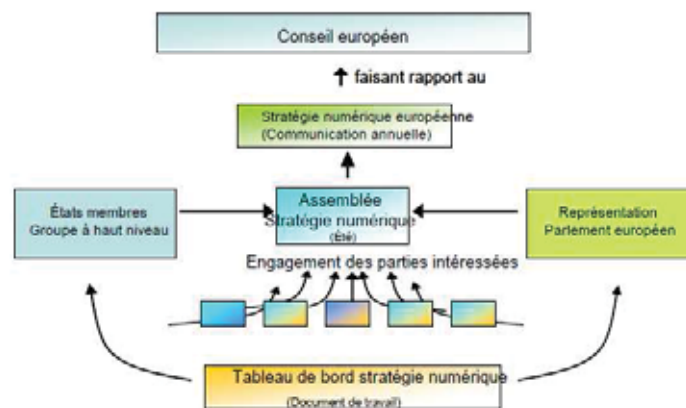 Conseil européen
faisant rapport au
Stratégie numérique européenne
(Communication annuelle)
États membres
Groupe à haut niveau
Assemblée
Stratégie numérique
(Été)
Représentation
Parlement européen
Engagement des parties intéressées
Tableau de bord stratégie numérique
(Document de travail)